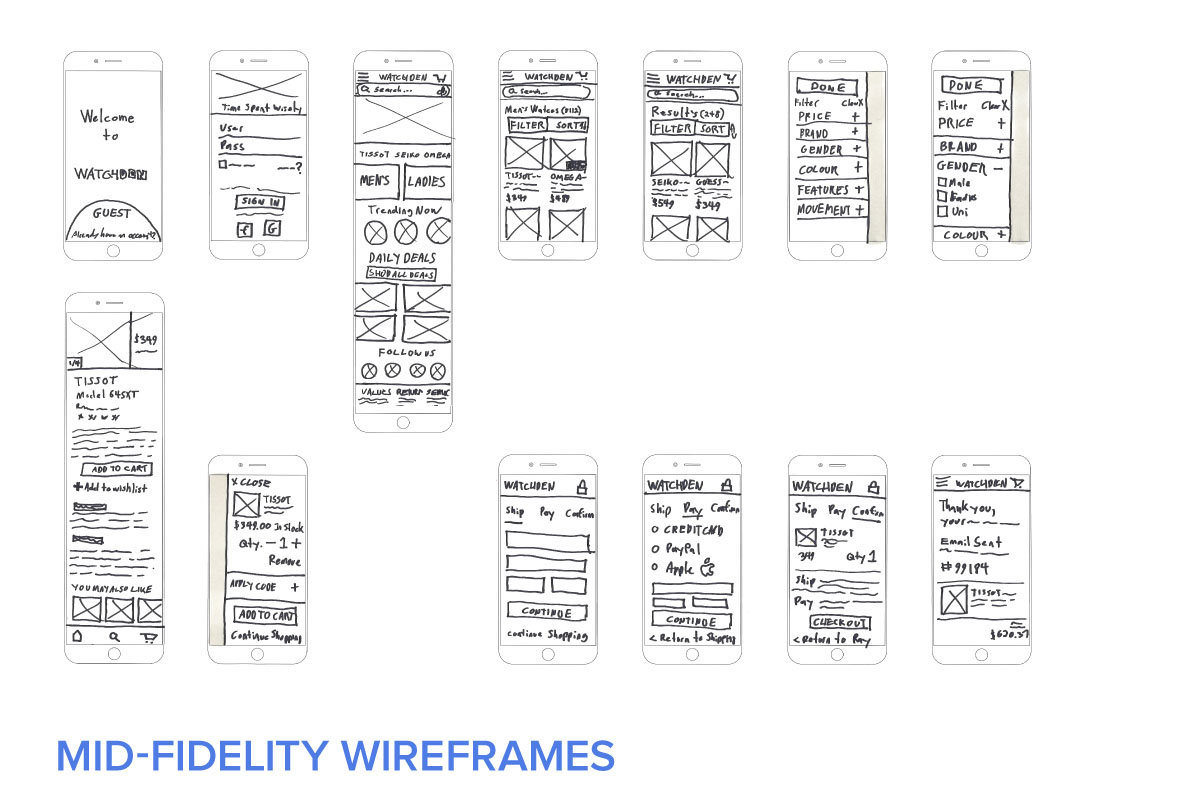 Welcome
to
WATCHDEN
GUEST
Already have an account?
Time Spent Wisely
User
Pass
?
SIGN IN
f G
WATCHDEN
Search...
TISSOT SEIKO OMEGA
MEN'S LADIES
Trending Now
DAILY DEALS
SHOP ALL DEALS
FOLLOW US
VALUES RETURN
WATCHDEN
Search...
Men's Watches
FILTER SORT
TISSOT OMEGA
$349 $489
SEIKO GUESS
WATCHDEN
Search...
Results (248)
FILTER SORT
$549 $349
DONE
Filter Clear X
PRICE +
BRAND +
GENDER +
COLOUR +
FEATURES +
MOVEMENT +
DONE
Filter Clear X
PRICE +
BRAND +
GENDER -
Male
Uni
COLOUR +
$349
1/4
TISSOT
Model 645XT
ADD TO CART
+ Add to wishlist
YOU MAY ALSO LIKE
X CLOSE
TISSOT
$349.00 In Stock
Qty. - 1 +
Remove
APPLY CODE +
ADD TO CART
Continue Shopping
WATCHDEN
Ship Pay Confirm
CONTINUE
continue Shopping
WATCHDEN
Ship Pay Confirm
PayPal
Apple
CONTINUE
< Return to Shipping
WATCHDEN
Ship Pay Confirm
TISSOT
349 Qty 1
Ship
Pay
CHECKOUT
< Return to Pay
WATCHDEN
Thank you,
your
Email Sent
#99184
TISSOT
$620.37
MID-FIDELITY WIREFRAMES